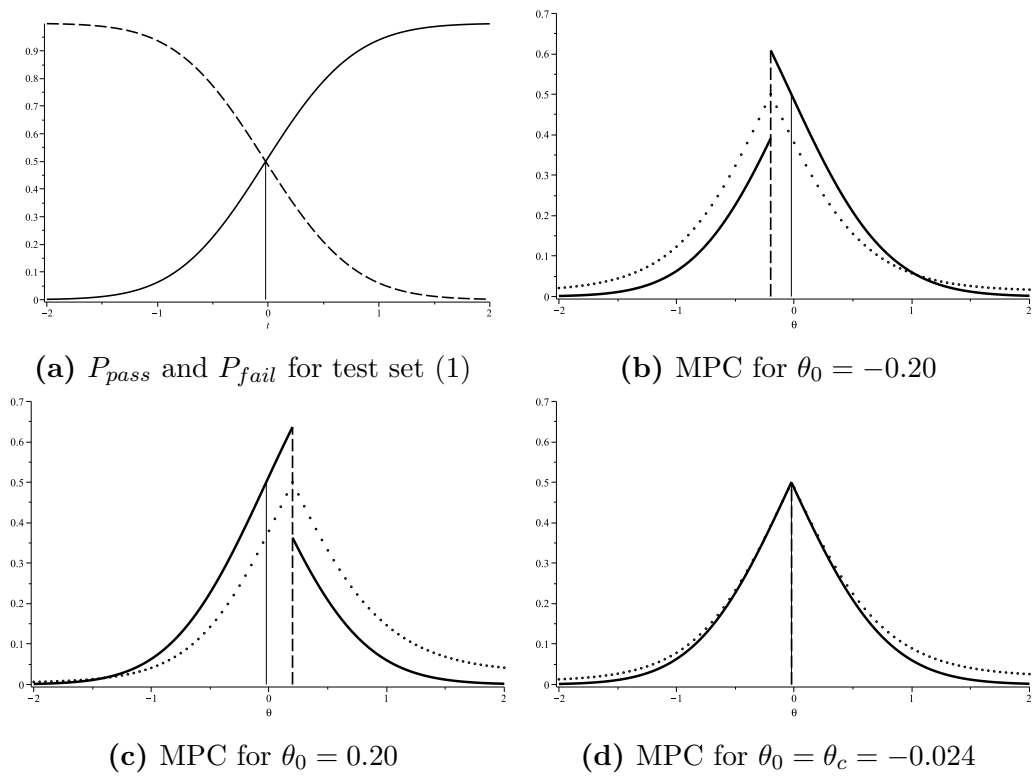 0.9
0.8
0.7
0.6
0.5
0.4
0.3
0.2
0.1
0
−2 −1 0 1 2
t
(a) P_pass and P_fail for test set (1)
0.7
0.6
0.5
0.4
0.3
0.2
0.1
0
−2 −1 0 1 2
θ
(b) MPC for θ₀ = −0.20
0.7
0.6
0.5
0.4
0.3
0.2
0.1
0
−2 −1 0 1 2
θ
(c) MPC for θ₀ = 0.20
0.7
0.6
0.5
0.4
0.3
0.2
0.1
0
−2 −1 0 1 2
θ
(d) MPC for θ₀ = θ_c = −0.024